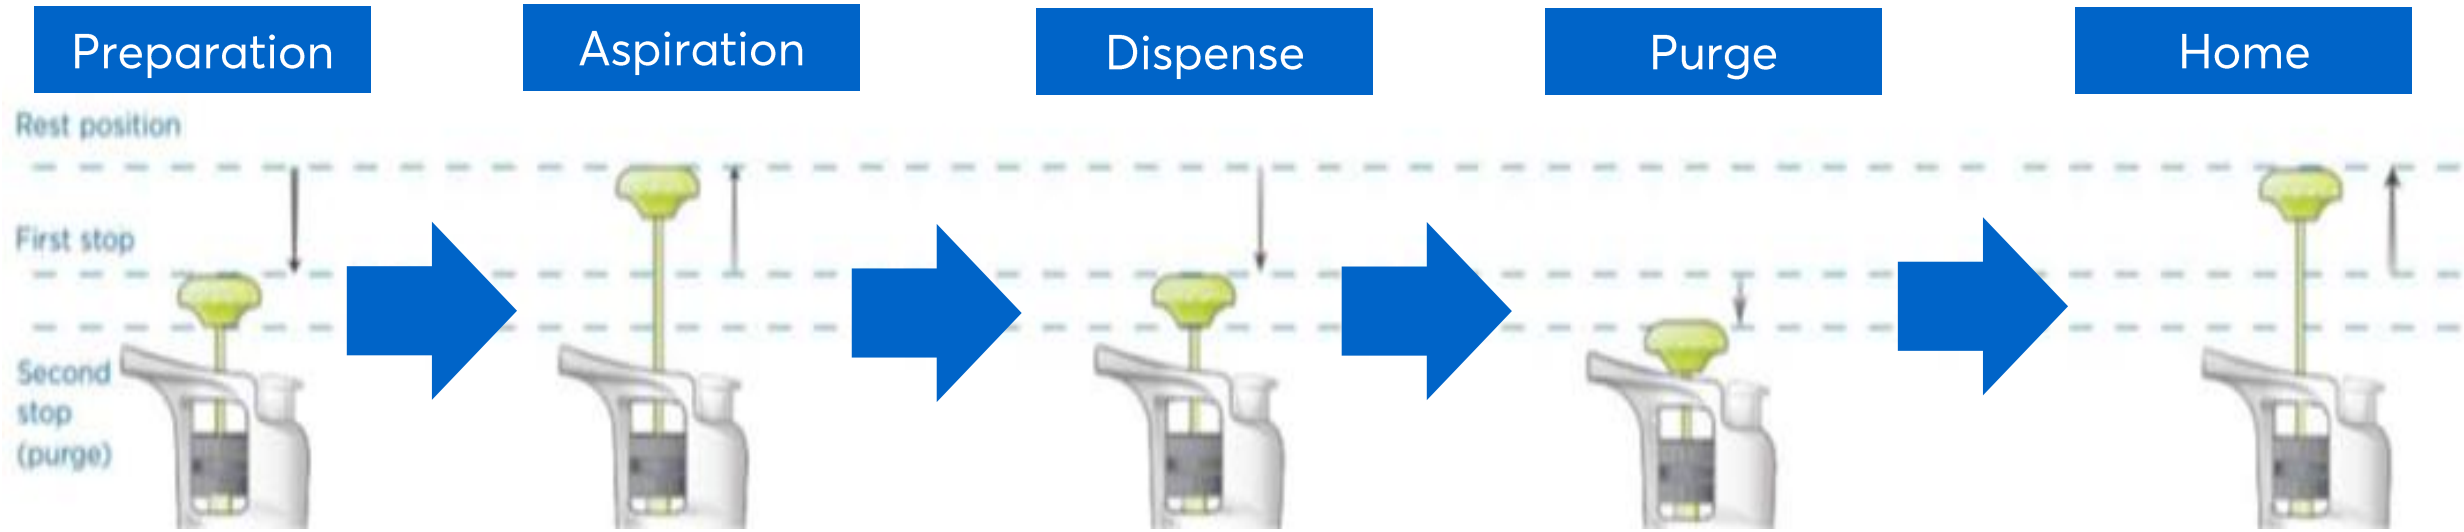 Preparation
Aspiration
Dispense
Purge
Home
Rest position
First stop
Second
stop
(purge)